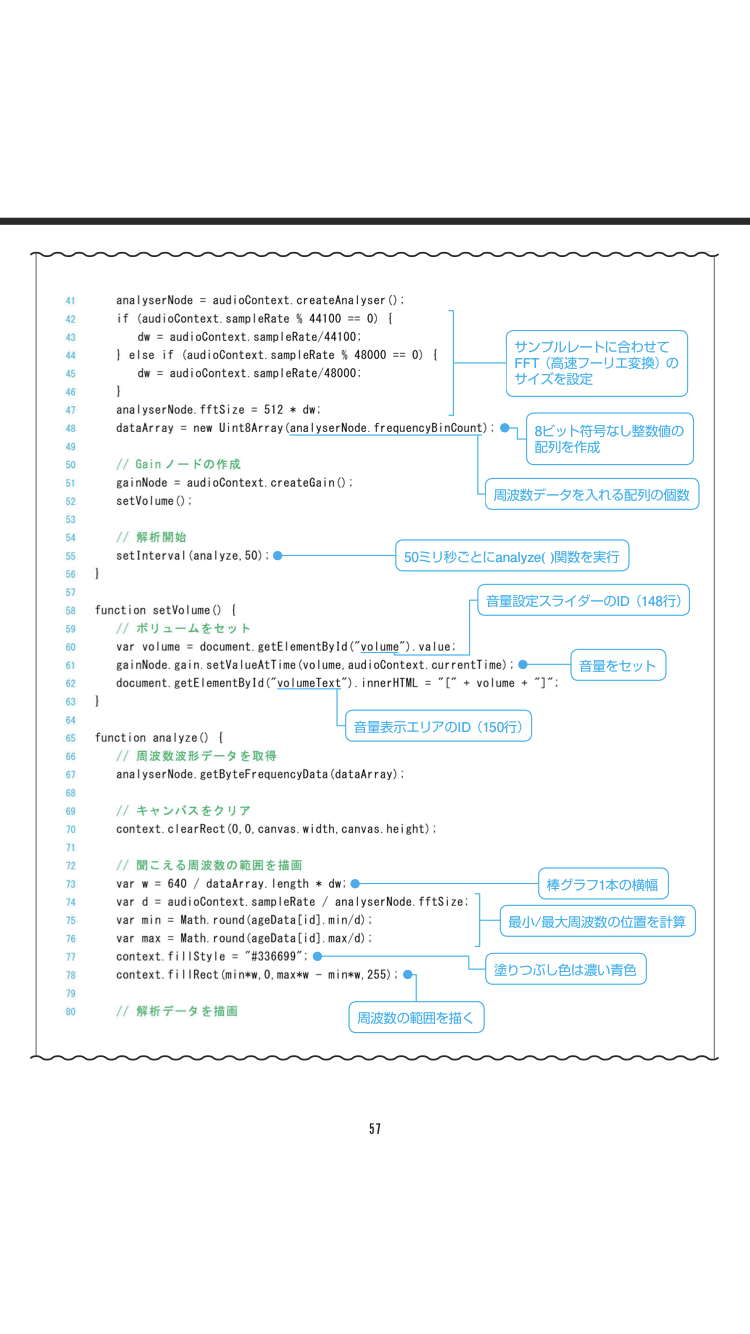 41 analyserNode = audioContext.createAnalyser();
42 if (audioContext.sampleRate % 44100 == 0) {
43 dw = audioContext.sampleRate/44100;
44 } else if (audioContext.sampleRate % 48000 == 0) {
45 dw = audioContext.sampleRate/48000;
46 }
サンプルレートに合わせて
FFT（高速フーリエ変換）の
サイズを設定
47 analyserNode.fftSize = 512 * dw;
48 dataArray = new Uint8Array(analyserNode.frequencyBinCount);
8ビット符号なし整数値の
配列を作成
周波数データを入れる配列の個数
49
50 // Gainノードの作成
51 gainNode = audioContext.createGain();
52 setVolume();
53
54 // 解析開始
55 setInterval(analyze,50);
50ミリ秒ごとにanalyze( )関数を実行
56 }
57
58 function setVolume() {
59 // ボリュームをセット
60 var volume = document.getElementById("volume").value;
音量設定スライダーのID（148行）
61 gainNode.gain.setValueAtTime(volume,audioContext.currentTime);
音量をセット
62 document.getElementById("volumeText").innerHTML = "[" + volume + "]";
音量表示エリアのID（150行）
63 }
64
65 function analyze() {
66 // 周波数波形データを取得
67 analyserNode.getByteFrequencyData(dataArray);
68
69 // キャンバスをクリア
70 context.clearRect(0,0,canvas.width,canvas.height);
71
72 // 聞こえる周波数の範囲を描画
73 var w = 640 / dataArray.length * dw;
棒グラフ1本の横幅
74 var d = audioContext.sampleRate / analyserNode.fftSize;
75 var min = Math.round(ageData[id].min/d);
76 var max = Math.round(ageData[id].max/d);
最小/最大周波数の位置を計算
77 context.fillStyle = "#336699";
塗りつぶし色は濃い青色
78 context.fillRect(min*w,0,max*w - min*w,255);
周波数の範囲を描く
79
80 // 解析データを描画
57